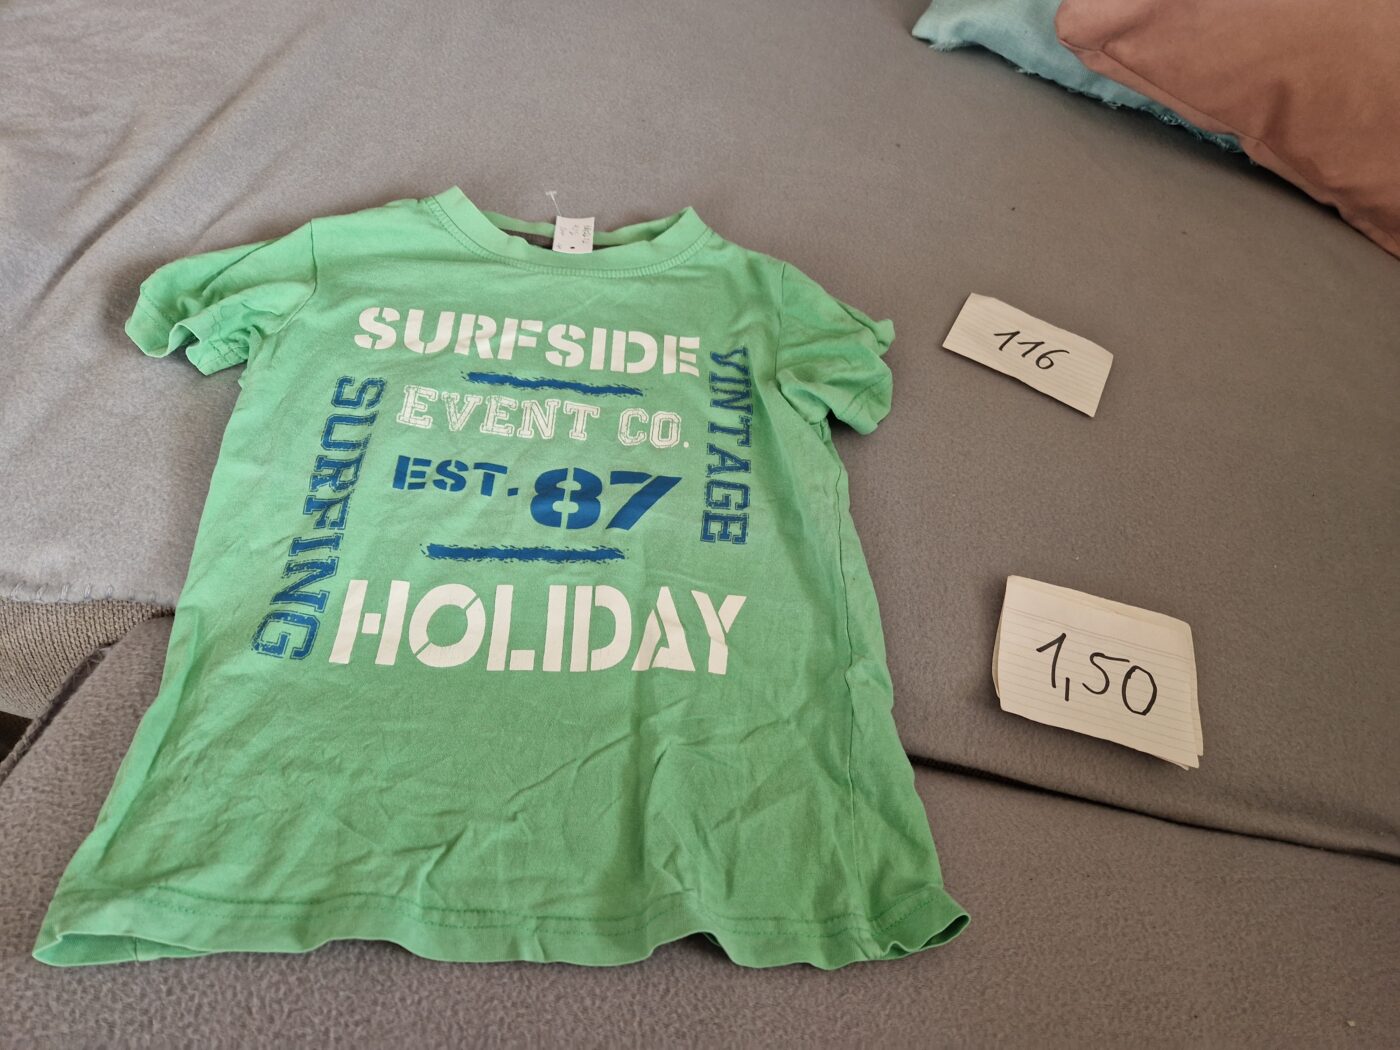 SURFSIDE
EVENT CO.
EST. 87
HOLIDAY
SURFING
VINTAGE
116
1,50